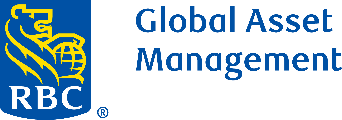 Global Asset
Management
RBC
®